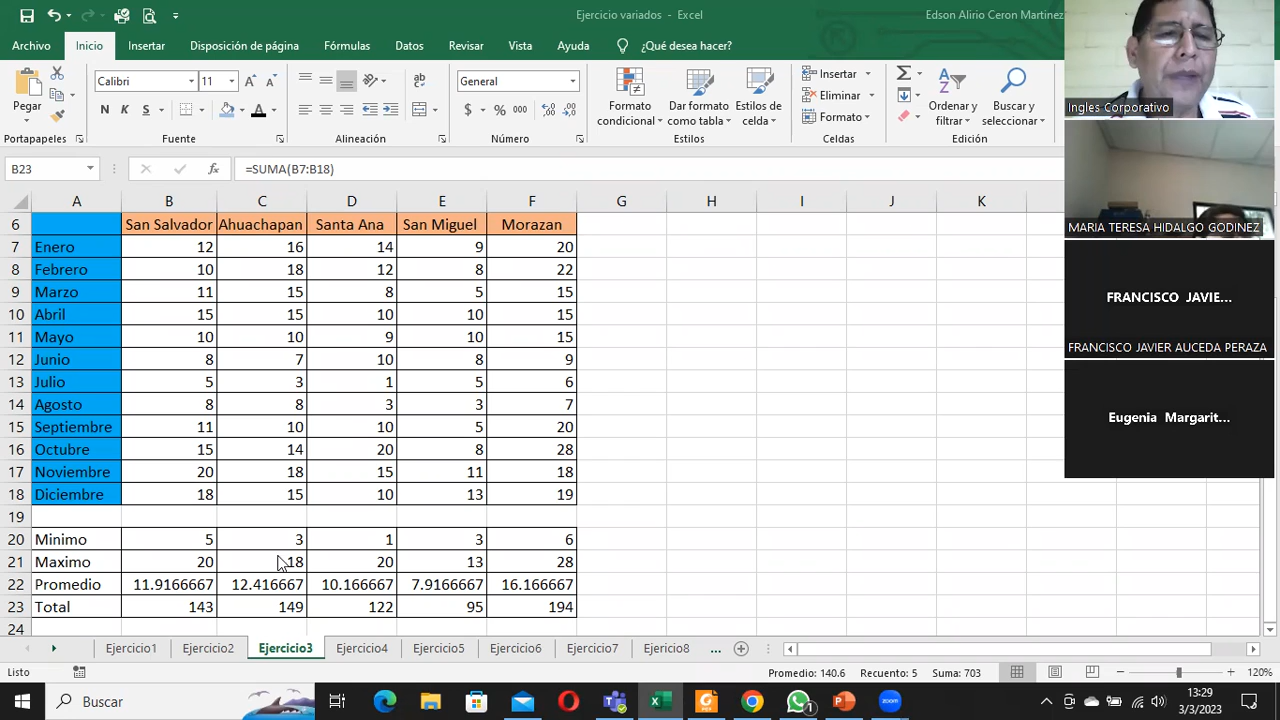 Ejercicio variados - Excel
Edson Alirio Ceron Martinez
Archivo Inicio Insertar Disposición de página Fórmulas Datos Revisar Vista Ayuda ¿Qué desea hacer?
Pegar
Calibri 11
N K S
ab
General
$ % 000
Formato condicional
Dar formato como tabla
Estilos de celda
Insertar
Eliminar
Formato
Ordenar y filtrar
Buscar y seleccionar
Portapapeles Fuente Alineación Número Estilos Celdas Edición
B23 fx =SUMA(B7:B18)
A B C D E F G H I J K
6 San Salvador Ahuachapan Santa Ana San Miguel Morazan
7 Enero 12 16 14 9 20
8 Febrero 10 18 12 8 22
9 Marzo 11 15 8 5 15
10 Abril 15 15 10 10 15
11 Mayo 10 10 9 10 15
12 Junio 8 7 10 8 9
13 Julio 5 3 1 5 6
14 Agosto 8 8 3 3 7
15 Septiembre 11 10 10 5 20
16 Octubre 15 14 20 8 28
17 Noviembre 20 18 15 11 18
18 Diciembre 18 15 10 13 19
19
20 Minimo 5 3 1 3 6
21 Maximo 20 18 20 13 28
22 Promedio 11.9166667 12.416667 10.166667 7.9166667 16.166667
23 Total 143 149 122 95 194
24
Ejercicio1 Ejercicio2 Ejercicio3 Ejercicio4 Ejercicio5 Ejercicio6 Ejercicio7 Ejericio8 ...
Listo Promedio: 140.6 Recuento: 5 Suma: 703 120%
Buscar
1
13:29
3/3/2023
Ingles Corporativo
MARIA TERESA HIDALGO GODINEZ
FRANCISCO JAVIE...
FRANCISCO JAVIER AUCEDA PERAZA
Eugenia Margarit...